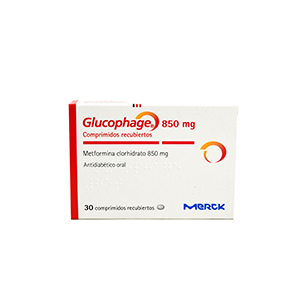 Glucophage® 850 mg
Comprimidos recubiertos
Metformina clorhidrato 850 mg
Antidiabético oral
30 comprimidos recubiertos
MERCK